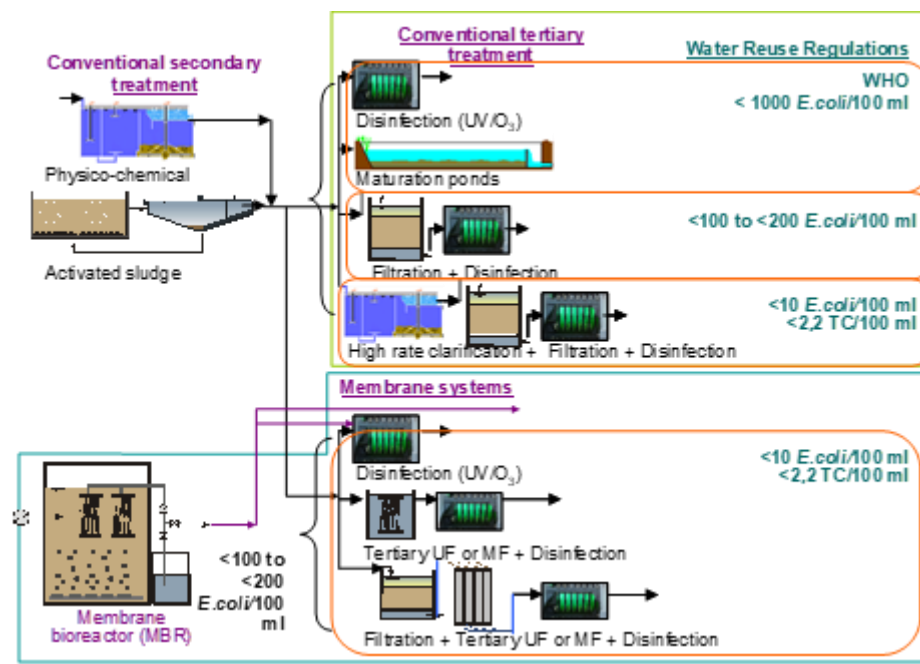 Conventional secondary
treatment
Physico-chemical
Activated sludge
Conventional tertiary
treatment
Water Reuse Regulations
WHO
< 1000 E.coli/100 ml
Disinfection (UV/O3)
Maturation ponds
<100 to <200 E.coli/100 ml
Filtration + Disinfection
<10 E.coli/100 ml
<2,2 TC/100 ml
High rate clarification + Filtration + Disinfection
Membrane systems
Disinfection (UV/O3)
<10 E.coli/100 ml
<2,2 TC/100 ml
Tertiary UF or MF + Disinfection
Filtration + Tertiary UF or MF + Disinfection
<100 to
<200
E.coli/100
ml
Membrane
bioreactor (MBR)